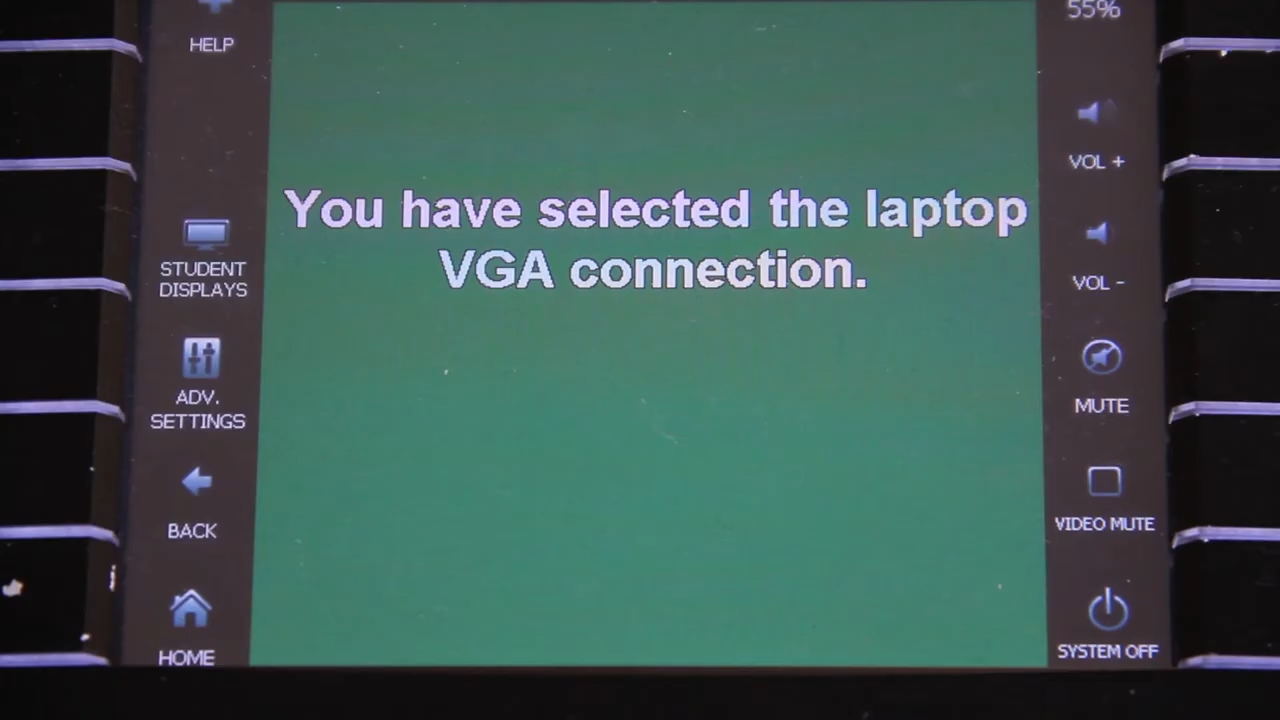 HELP
STUDENT
DISPLAYS
ADV.
SETTINGS
BACK
HOME
You have selected the laptop
VGA connection.
55%
VOL +
VOL -
MUTE
VIDEO MUTE
SYSTEM OFF